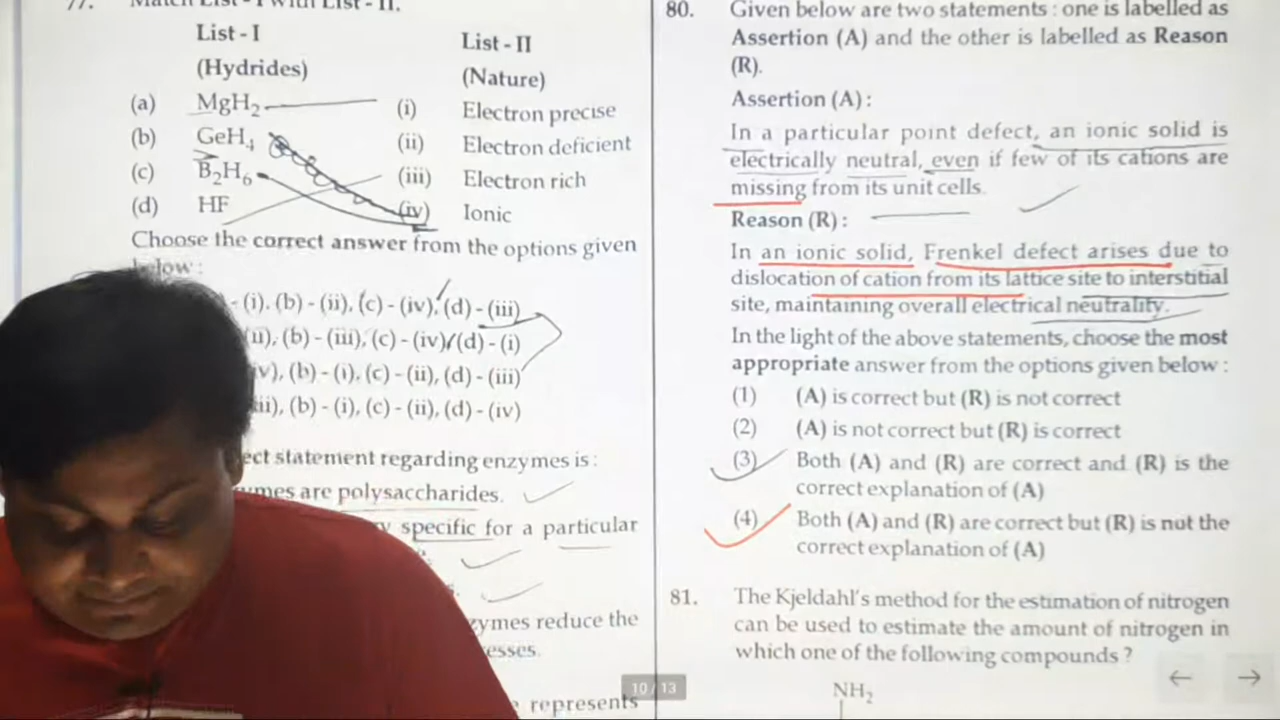 77. Match List - I with List - II.
List - I
List - II
(Hydrides)
(Nature)
(a) MgH2 (i) Electron precise
(b) GeH4 (ii) Electron deficient
(c) B2H6 (iii) Electron rich
(d) HF (iv) Ionic
Choose the correct answer from the options given
below :
- (i), (b) - (ii), (c) - (iv), (d) - (iii)
(ii), (b) - (iii), (c) - (iv), (d) - (i)
(b) - (i), (c) - (ii), (d) - (iii)
(b) - (i), (c) - (ii), (d) - (iv)
statement regarding enzymes is :
are polysaccharides.
specific for a particular
reduce the
represents
80. Given below are two statements : one is labelled as
Assertion (A) and the other is labelled as Reason
(R).
Assertion (A) :
In a particular point defect, an ionic solid is
electrically neutral, even if few of its cations are
missing from its unit cells.
Reason (R) :
In an ionic solid, Frenkel defect arises due to
dislocation of cation from its lattice site to interstitial
site, maintaining overall electrical neutrality.
In the light of the above statements, choose the most
appropriate answer from the options given below :
(1) (A) is correct but (R) is not correct
(2) (A) is not correct but (R) is correct
(3) Both (A) and (R) are correct and (R) is the
correct explanation of (A)
(4) Both (A) and (R) are correct but (R) is not the
correct explanation of (A)
81. The Kjeldahl's method for the estimation of nitrogen
can be used to estimate the amount of nitrogen in
which one of the following compounds ?
NH2
10 / 13